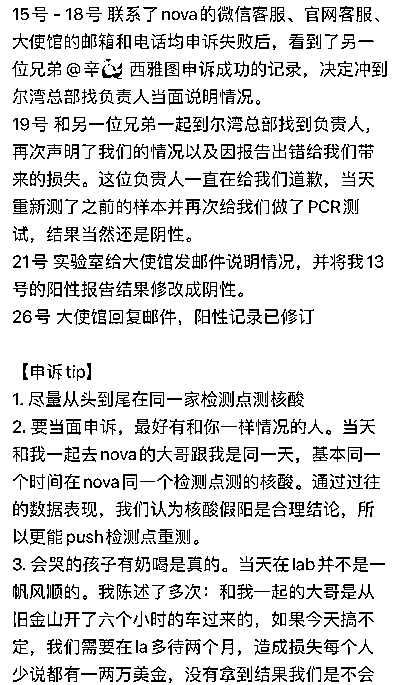 15号 - 18号 联系了nova的微信客服、官网客服、
大使馆的邮箱和电话均申诉失败后，看到了另一
位兄弟@辛 西雅图申诉成功的记录，决定冲到
尔湾总部找负责人当面说明情况。
19号 和另一位兄弟一起到尔湾总部找到负责人，
再次声明了我们的情况以及因报告出错给我们带
来的损失。这位负责人一直在给我们道歉，当天
重新测了之前的样本并再次给我们做了PCR测
试，结果当然还是阴性。
21号 实验室给大使馆发邮件说明情况，并将我13
号的阳性报告结果修改成阴性。
26号 大使馆回复邮件，阳性记录已修订
【申诉tip】
1. 尽量从头到尾在同一家检测点测核酸
2. 要当面申诉，最好有和你一样情况的人。当天
和我一起去nova的大哥跟我是同一天，基本同一
个时间在nova同一个检测点测的核酸。通过过往
的数据表现，我们认为核酸假阳是合理结论，所
以更能push检测点重测。
3. 会哭的孩子有奶喝是真的。当天在lab并不是一
帆风顺的。我陈述了多次：和我一起的大哥是从
旧金山开了六个小时的车过来的，如果今天搞不
定，我们需要在la多待两个月，造成损失每个人
少说都有一两万美金，没有拿到结果我们是不会